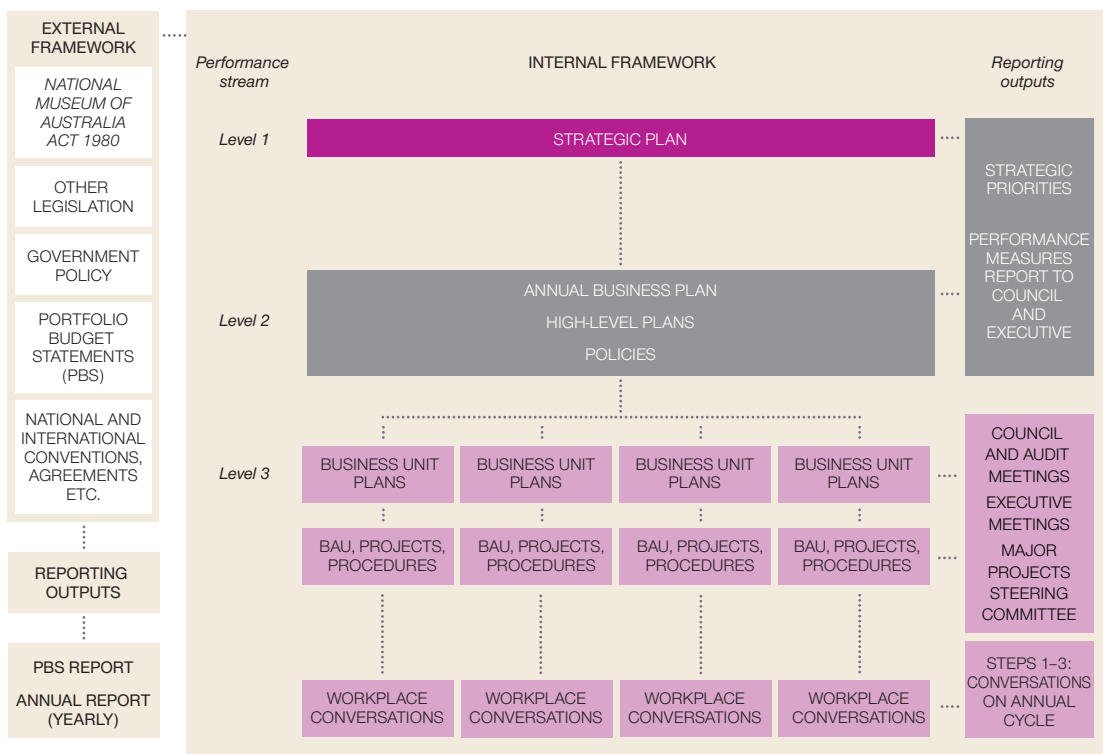 EXTERNAL
FRAMEWORK
NATIONAL
MUSEUM OF
AUSTRALIA
ACT 1980
OTHER
LEGISLATION
GOVERNMENT
POLICY
PORTFOLIO
BUDGET
STATEMENTS
(PBS)
NATIONAL AND
INTERNATIONAL
CONVENTIONS,
AGREEMENTS
ETC.
REPORTING
OUTPUTS
PBS REPORT
ANNUAL REPORT
(YEARLY)
Performance
stream
INTERNAL FRAMEWORK
Reporting
outputs
Level 1
STRATEGIC PLAN
STRATEGIC
PRIORITIES
PERFORMANCE
MEASURES
REPORT TO
COUNCIL
AND
EXECUTIVE
Level 2
ANNUAL BUSINESS PLAN
HIGH-LEVEL PLANS
POLICIES
Level 3
BUSINESS UNIT
PLANS
BUSINESS UNIT
PLANS
BUSINESS UNIT
PLANS
BUSINESS UNIT
PLANS
COUNCIL
AND AUDIT
MEETINGS
EXECUTIVE
MEETINGS
MAJOR
PROJECTS
STEERING
COMMITTEE
BAU, PROJECTS,
PROCEDURES
BAU, PROJECTS,
PROCEDURES
BAU, PROJECTS,
PROCEDURES
BAU, PROJECTS,
PROCEDURES
WORKPLACE
CONVERSATIONS
WORKPLACE
CONVERSATIONS
WORKPLACE
CONVERSATIONS
WORKPLACE
CONVERSATIONS
STEPS 1–3:
CONVERSATIONS
ON ANNUAL
CYCLE